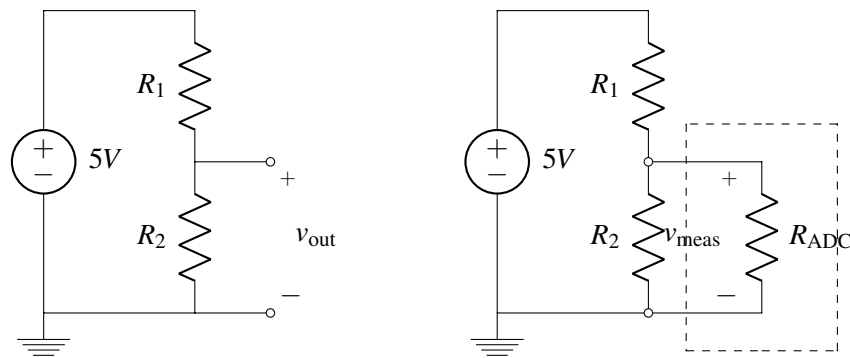 R1
+
−
5V
+
R2
vout
−
R1
+
−
5V
+
R2
vmeas
RADC
−